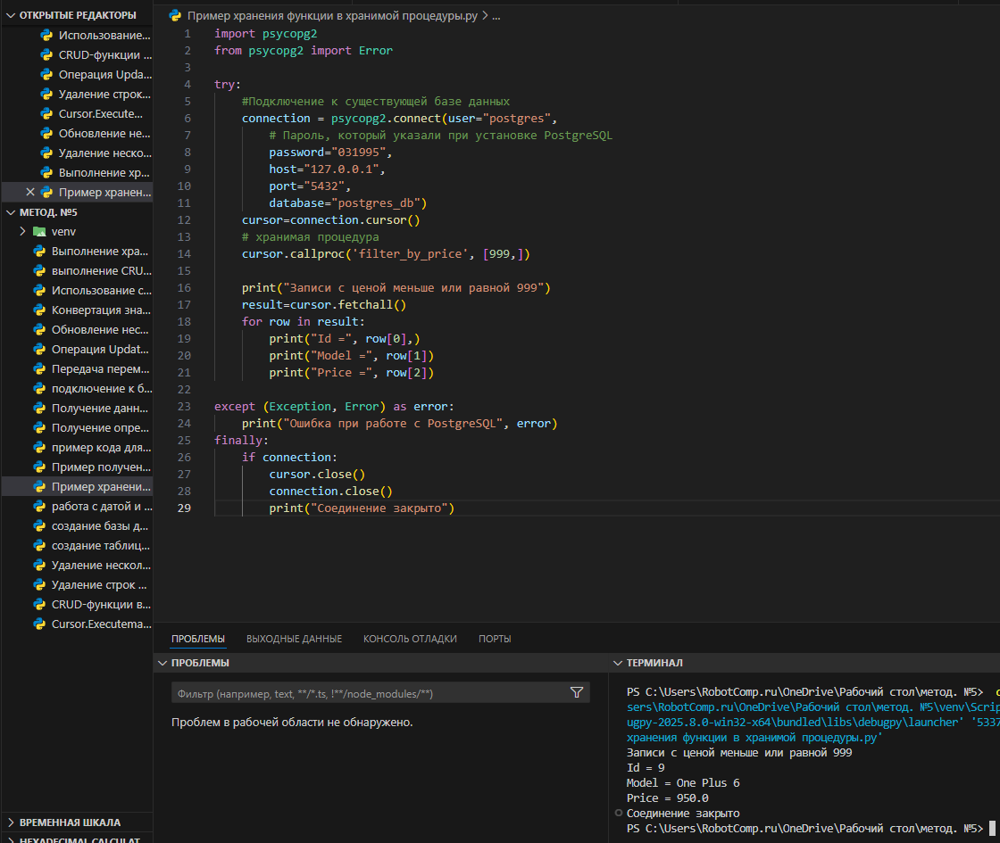 ОТКРЫТЫЕ РЕДАКТОРЫ
Использование...
CRUD-функции ...
Операция Upda...
Удаление строк...
Cursor.Execute...
Обновление не...
Удаление неско...
Выполнение хр...
Пример хранен...
МЕТОД. №5
venv
Выполнение хра...
выполнение CRU...
Использование с...
Конвертация зна...
Обновление нес...
Операция Updat...
Передача перем...
подключение к б...
Получение данн...
Получение опре...
пример кода для...
Пример получен...
Пример хранени...
работа с датой и ...
создание базы д...
создание таблиц...
Удаление нескол...
Удаление строк ...
CRUD-функции в...
Cursor.Executema...
ВРЕМЕННАЯ ШКАЛА
HEXADECIMAL CALCULAT
Пример хранения функции в хранимой процедуры.py > ...
1 import psycopg2
2 from psycopg2 import Error
3
4 try:
5 #Подключение к существующей базе данных
6 connection = psycopg2.connect(user="postgres",
7 # Пароль, который указали при установке PostgreSQL
8 password="031995",
9 host="127.0.0.1",
10 port="5432",
11 database="postgres_db")
12 cursor=connection.cursor()
13 # хранимая процедура
14 cursor.callproc('filter_by_price', [999,])
15
16 print("Записи с ценой меньше или равной 999")
17 result=cursor.fetchall()
18 for row in result:
19 print("Id =", row[0],)
20 print("Model =", row[1])
21 print("Price =", row[2])
22
23 except (Exception, Error) as error:
24 print("Ошибка при работе с PostgreSQL", error)
25 finally:
26 if connection:
27 cursor.close()
28 connection.close()
29 print("Соединение закрыто")
ПРОБЛЕМЫ ВЫХОДНЫЕ ДАННЫЕ КОНСОЛЬ ОТЛАДКИ ПОРТЫ
ПРОБЛЕМЫ
Фильтр (например, text, **/*.ts, !**/node_modules/**)
Проблем в рабочей области не обнаружено.
ТЕРМИНАЛ
PS C:\Users\RobotComp.ru\OneDrive\Рабочий стол\метод. №5> c
sers\RobotComp.ru\OneDrive\Рабочий стол\метод. №5\venv\Scrip
ugpy-2025.8.0-win32-x64\bundled\libs\debugpy\launcher' '5337
хранения функции в хранимой процедуры.py'
Записи с ценой меньше или равной 999
Id = 9
Model = One Plus 6
Price = 950.0
Соединение закрыто
PS C:\Users\RobotComp.ru\OneDrive\Рабочий стол\метод. №5>